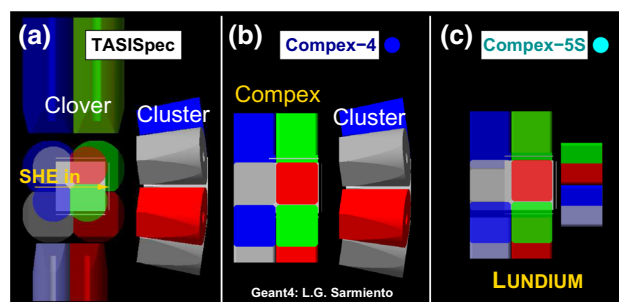 (a) TASISpec
Clover
Cluster
SHE in
(b) Compex-4
Compex
Cluster
Geant4: L.G. Sarmiento
(c) Compex-5S
LUNDIUM